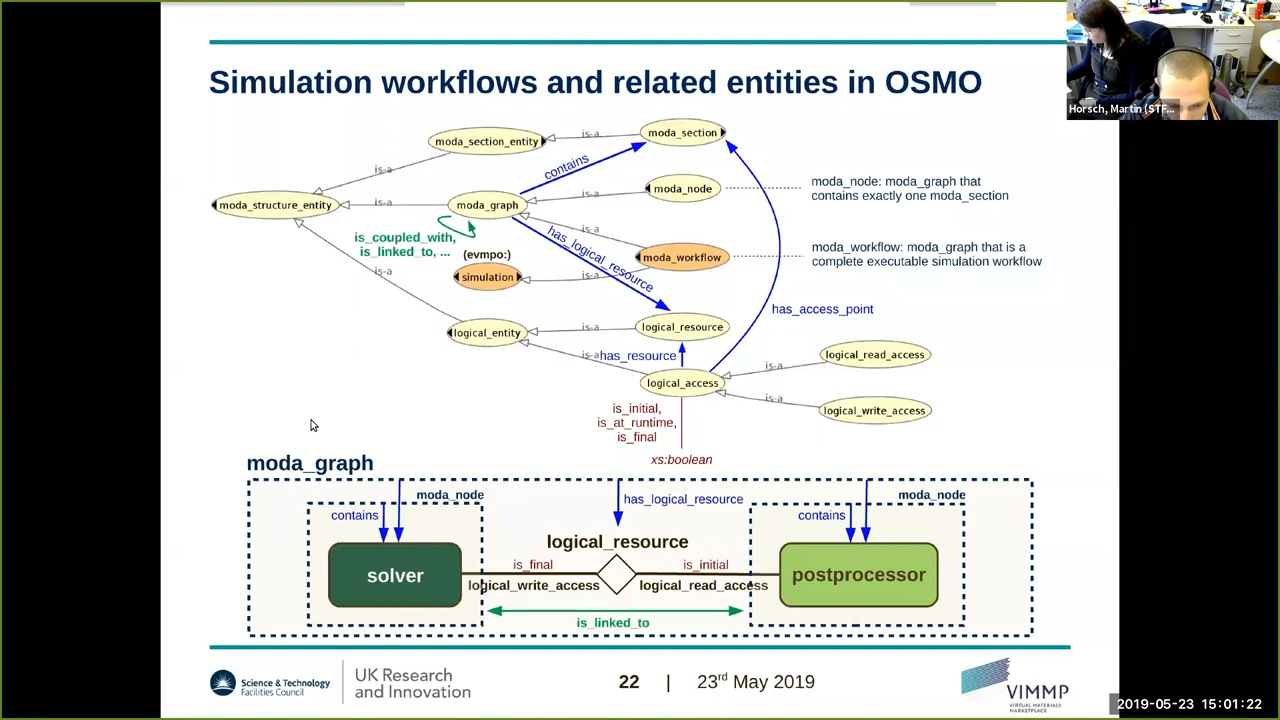 Simulation workflows and related entities in OSMO
Horsch, Martin (STF...
moda_section_entity
is-a
moda_section
is-a
contains
moda_structure_entity
is-a
moda_graph
is-a
moda_node
moda_node: moda_graph that
contains exactly one moda_section
is_coupled_with,
is_linked_to, ...
(evmpo:)
is-a
has_logical_resource
moda_workflow
moda_workflow: moda_graph that is a
complete executable simulation workflow
simulation
is-a
is-a
has_access_point
logical_entity
is-a
logical_resource
is-a
has_resource
logical_access
is-a
logical_read_access
is-a
logical_write_access
is_initial,
is_at_runtime,
is_final
xs:boolean
moda_graph
moda_node
has_logical_resource
moda_node
contains
contains
logical_resource
solver
is_final
is_initial
postprocessor
logical_write_access
logical_read_access
is_linked_to
Science & Technology
Facilities Council
UK Research
and Innovation
22 | 23rd May 2019
VIMMP
VIRTUAL MATERIALS
MARKETPLACE
2019-05-23 15:01:22